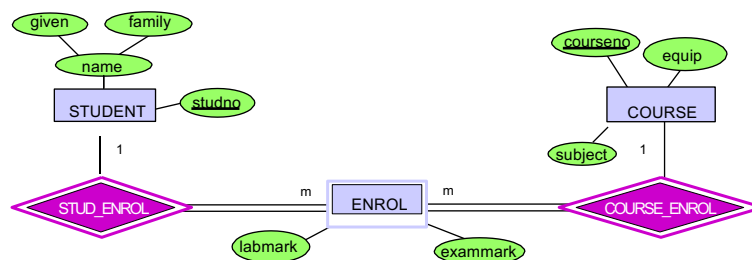 given
family
name
courseno
equip
STUDENT
studno
COURSE
1
1
subject
m
m
STUD_ENROL
ENROL
COURSE_ENROL
labmark
exammark